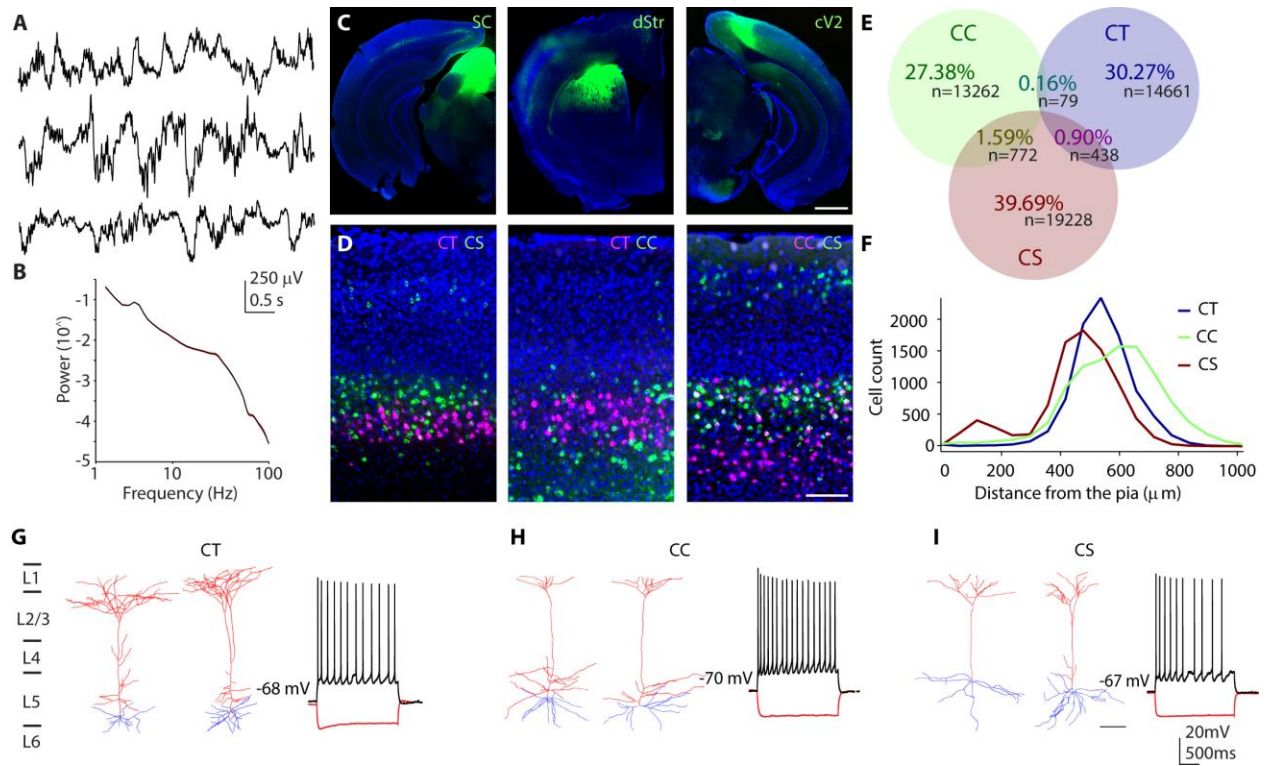 A
B
250 μV
0.5 s
-1
-2
-3
-4
-5
Power (10^)
1
10
100
Frequency (Hz)
C
SC
dStr
cV2
D
CT CS
CT CC
CC CS
E
CC
CT
27.38%
n=13262
0.16%
n=79
30.27%
n=14661
1.59%
n=772
0.90%
n=438
39.69%
n=19228
CS
F
2000
1500
1000
500
0
Cell count
CT
CC
CS
0 200 400 600 800 1000
Distance from the pia (μm)
G
CT
L1
L2/3
L4
L5
L6
-68 mV
H
CC
-70 mV
I
CS
-67 mV
20mV
500ms